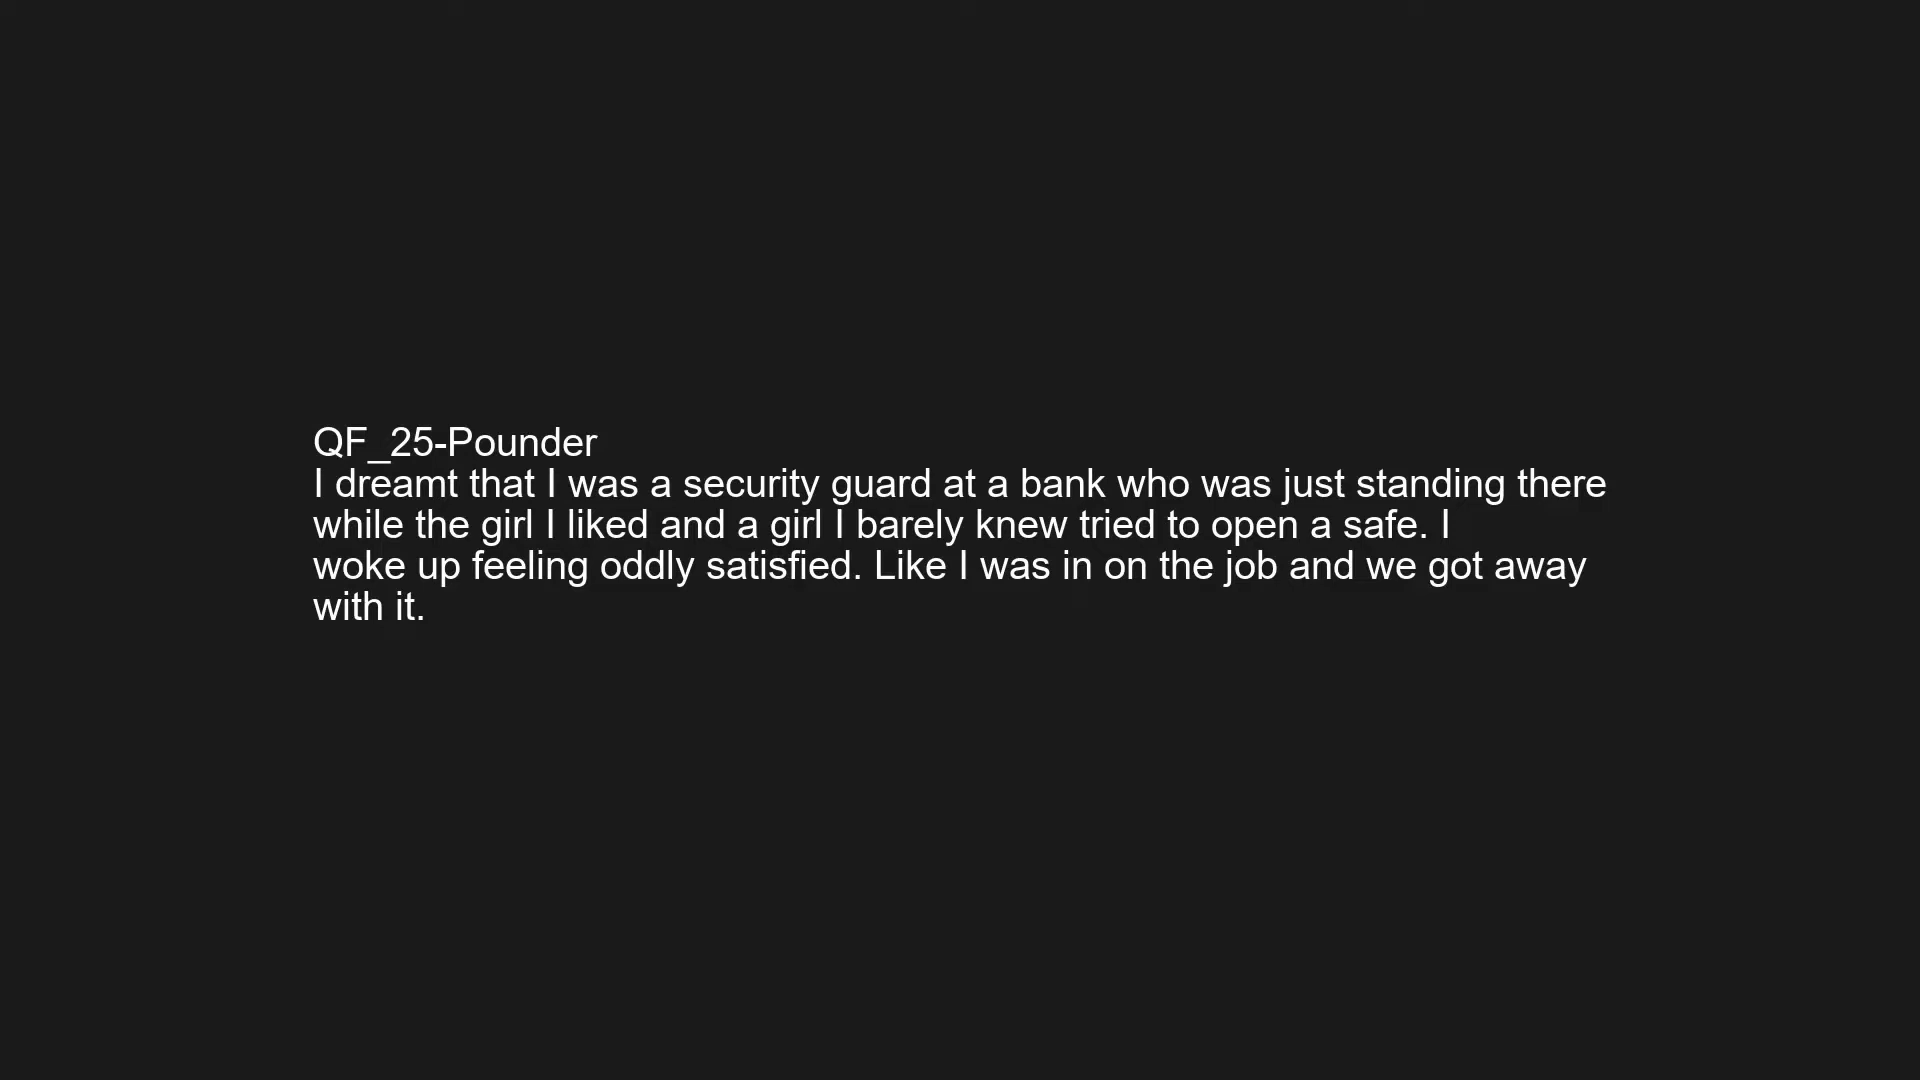 QF_25-Pounder
I dreamt that I was a security guard at a bank who was just standing there
while the girl I liked and a girl I barely knew tried to open a safe. I
woke up feeling oddly satisfied. Like I was in on the job and we got away
with it.